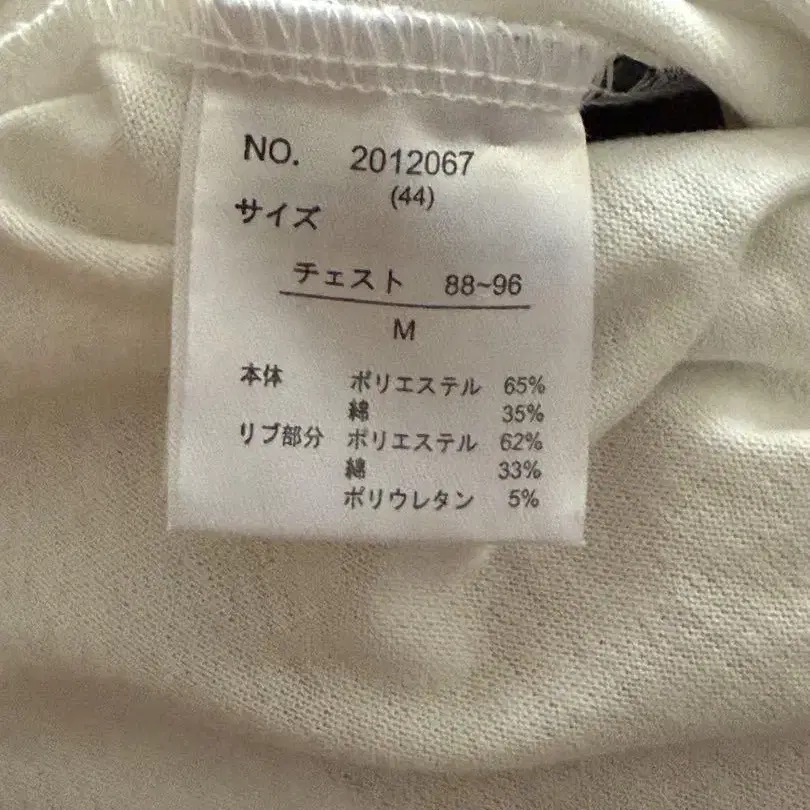 NO. 2012067
(44)
サイズ
チェスト 88~96
M
本体 ポリエステル 65%
綿 35%
リブ部分 ポリエステル 62%
綿 33%
ポリウレタン 5%